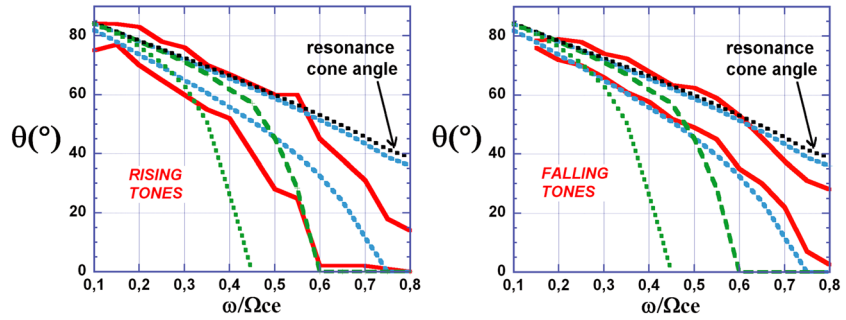 80
60
40
20
0
θ(°)
resonance
cone angle
RISING
TONES
0,1 0,2 0,3 0,4 0,5 0,6 0,7 0,8
ω/Ωce
80
60
40
20
0
θ(°)
resonance
cone angle
FALLING
TONES
0,1 0,2 0,3 0,4 0,5 0,6 0,7 0,8
ω/Ωce